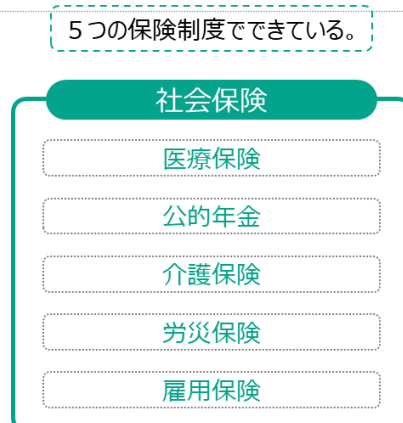 ５つの保険制度でできている。
社会保険
医療保険
公的年金
介護保険
労災保険
雇用保険